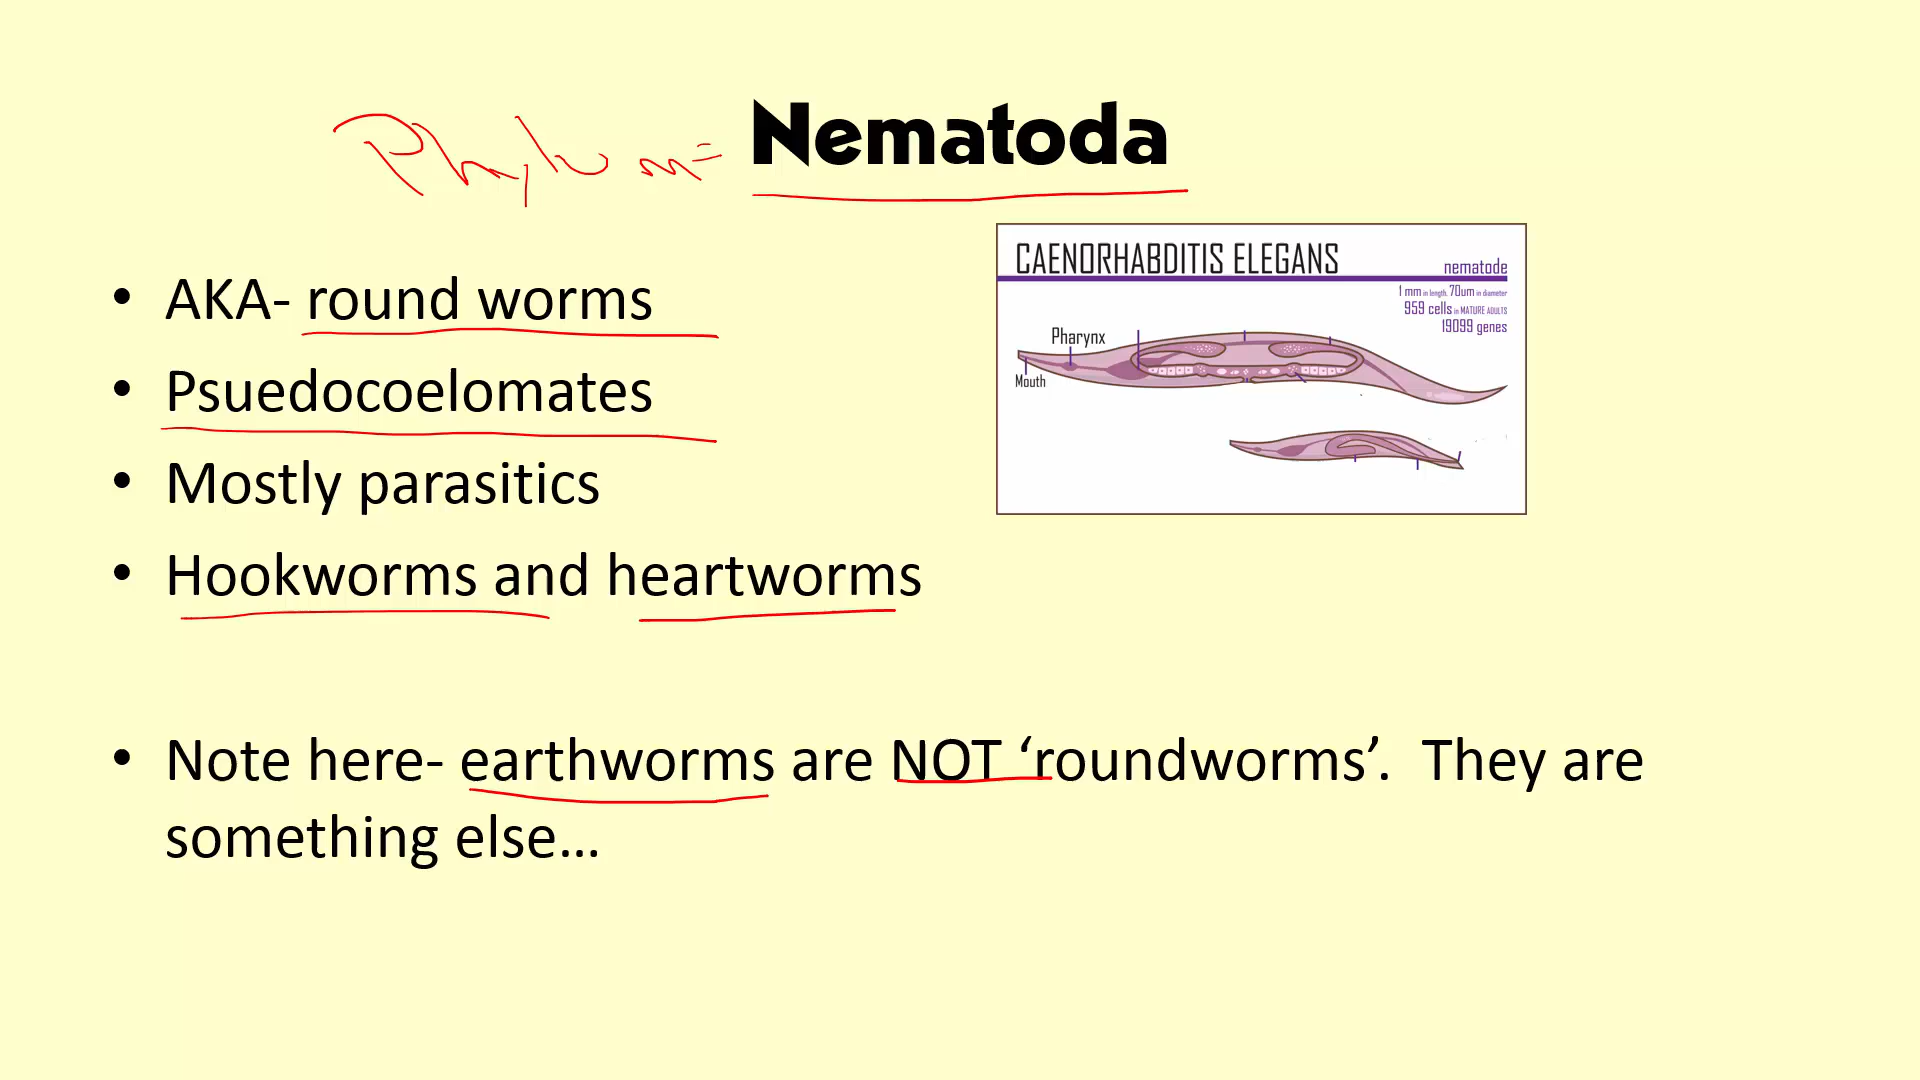 Phylum = Nematoda
CAENORHABDITIS ELEGANS
nematode
1 mm in length. 70um in diameter
959 cells in MATURE ADULTS
19099 genes
Pharynx
Mouth
• AKA- round worms
• Psuedocoelomates
• Mostly parasitics
• Hookworms and heartworms
• Note here- earthworms are NOT ‘roundworms’. They are
something else…